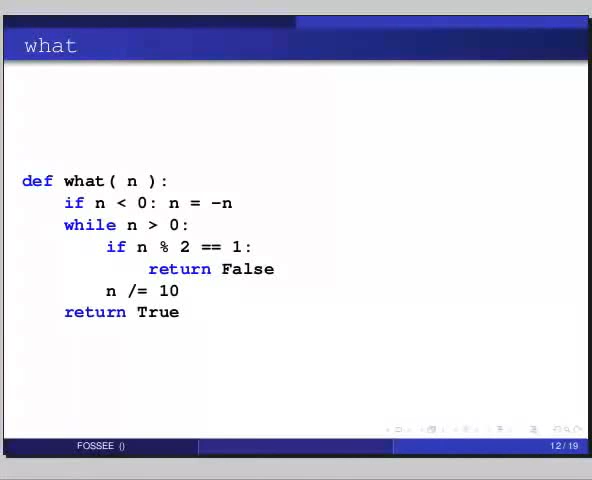 what
def what( n ):
    if n < 0: n = -n
    while n > 0:
        if n % 2 == 1:
            return False
        n /= 10
    return True
FOSSEE ()
12/19